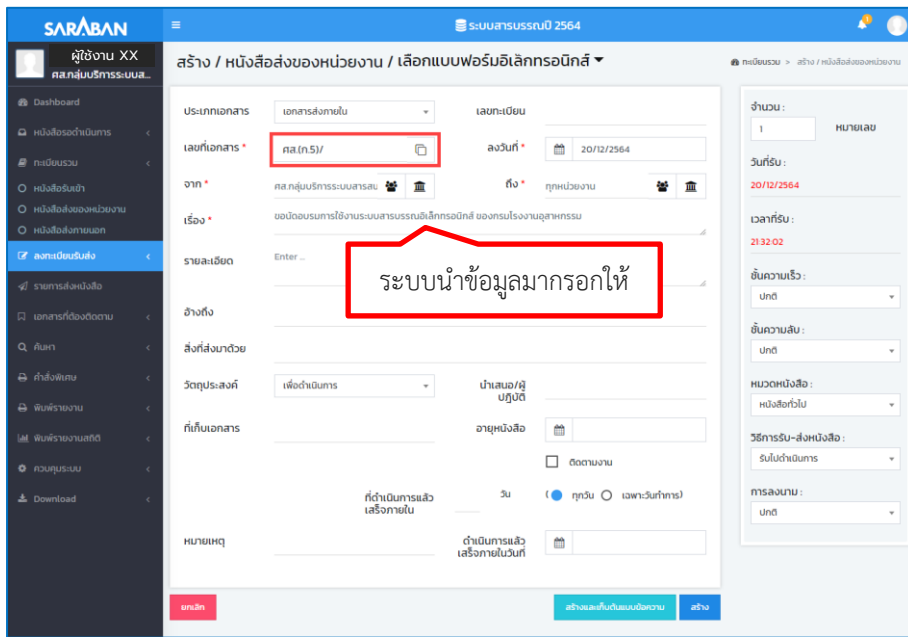 SARABAN
ระบบสารบรรณปี 2564
ผู้ใช้งาน XX
ศส.กลุ่มบริการระบบส...
สร้าง / หนังสือส่งของหน่วยงาน / เลือกแบบฟอร์มอิเล็กทรอนิกส์
ทะเบียนรวม > สร้าง / หนังสือส่งของหน่วยงาน
Dashboard
หนังสือรอดำเนินการ
ทะเบียนรวม
หนังสือรับเข้า
หนังสือส่งของหน่วยงาน
หนังสือส่งภายนอก
ลงทะเบียนรับส่ง
รายการส่งหนังสือ
เอกสารที่ต้องติดตาม
ค้นหา
คำสั่งพิเศษ
พิมพ์รายงาน
พิมพ์รายงานสถิติ
ควบคุมระบบ
Download
ประเภทเอกสาร เอกสารส่งภายใน เลขทะเบียน
เลขที่เอกสาร * ศส.(ก.5)/ ลงวันที่ * 20/12/2564
จาก * ศส.กลุ่มบริการระบบสารสน ถึง * ทุกหน่วยงาน
เรื่อง * ขอนัดอบรมการใช้งานระบบสารบรรณอิเล็กทรอนิกส์ ของกรมโรงงานอุตสาหกรรม
รายละเอียด Enter ...
ระบบนำข้อมูลมากรอกให้
อ้างถึง
สิ่งที่ส่งมาด้วย
วัตถุประสงค์ เพื่อดำเนินการ นำเสนอ/ผู้ปฏิบัติ
ที่เก็บเอกสาร อายุหนังสือ
ติดตามงาน
ที่ดำเนินการแล้วเสร็จภายใน วัน ( ทุกวัน เฉพาะวันทำการ)
หมายเหตุ ดำเนินการแล้วเสร็จภายในวันที่
ยกเลิก สร้างและเก็บต้นแบบข้อความ สร้าง
จำนวน :
1 หมายเลข
วันที่รับ :
20/12/2564
เวลาที่รับ :
21:32:02
ชั้นความเร็ว :
ปกติ
ชั้นความลับ :
ปกติ
หมวดหนังสือ :
หนังสือทั่วไป
วิธีการรับ-ส่งหนังสือ :
รับไปดำเนินการ
การลงนาม :
ปกติ